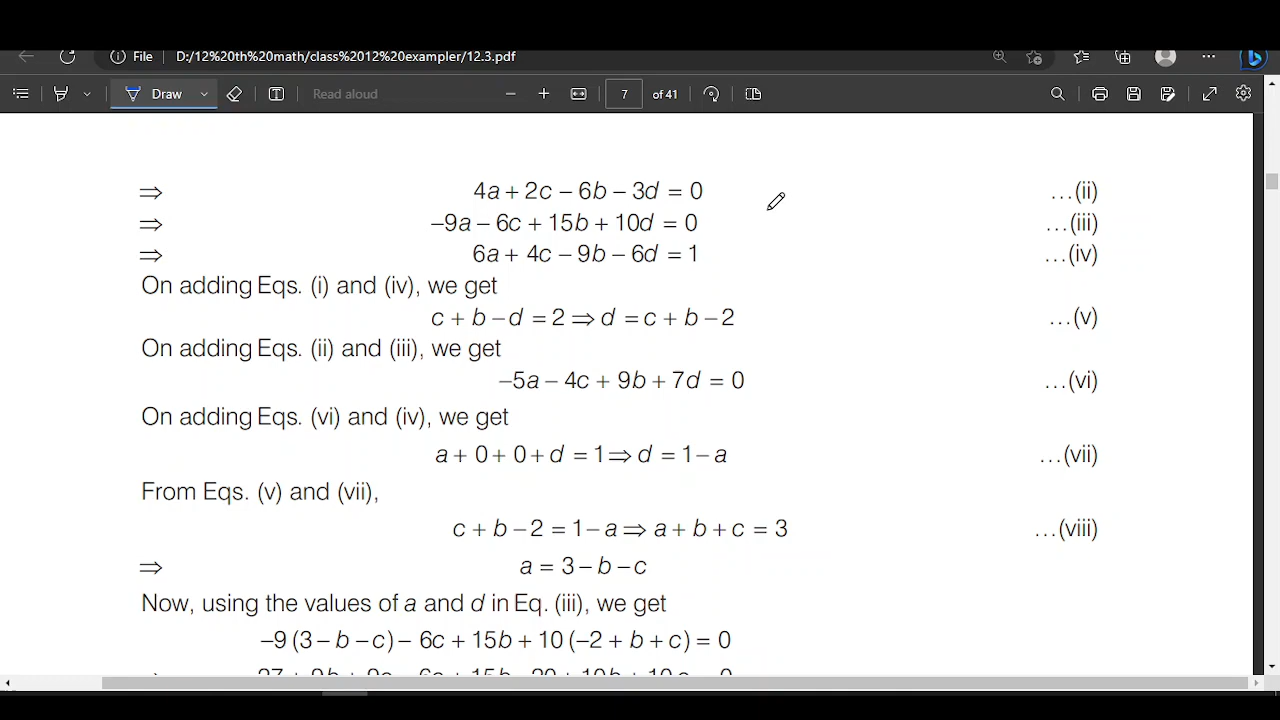 File D:/12%20th%20math/class%2012%20exampler/12.3.pdf
Draw Read aloud 7 of 41
⇒ 4a + 2c – 6b – 3d = 0 ...(ii)
⇒ –9a – 6c + 15b + 10d = 0 ...(iii)
⇒ 6a + 4c – 9b – 6d = 1 ...(iv)
On adding Eqs. (i) and (iv), we get
c + b – d = 2 ⇒ d = c + b – 2 ...(v)
On adding Eqs. (ii) and (iii), we get
–5a – 4c + 9b + 7d = 0 ...(vi)
On adding Eqs. (vi) and (iv), we get
a + 0 + 0 + d = 1 ⇒ d = 1 – a ...(vii)
From Eqs. (v) and (vii),
c + b – 2 = 1 – a ⇒ a + b + c = 3 ...(viii)
⇒ a = 3 – b – c
Now, using the values of a and d in Eq. (iii), we get
–9 (3 – b – c) – 6c + 15b + 10 (–2 + b + c) = 0